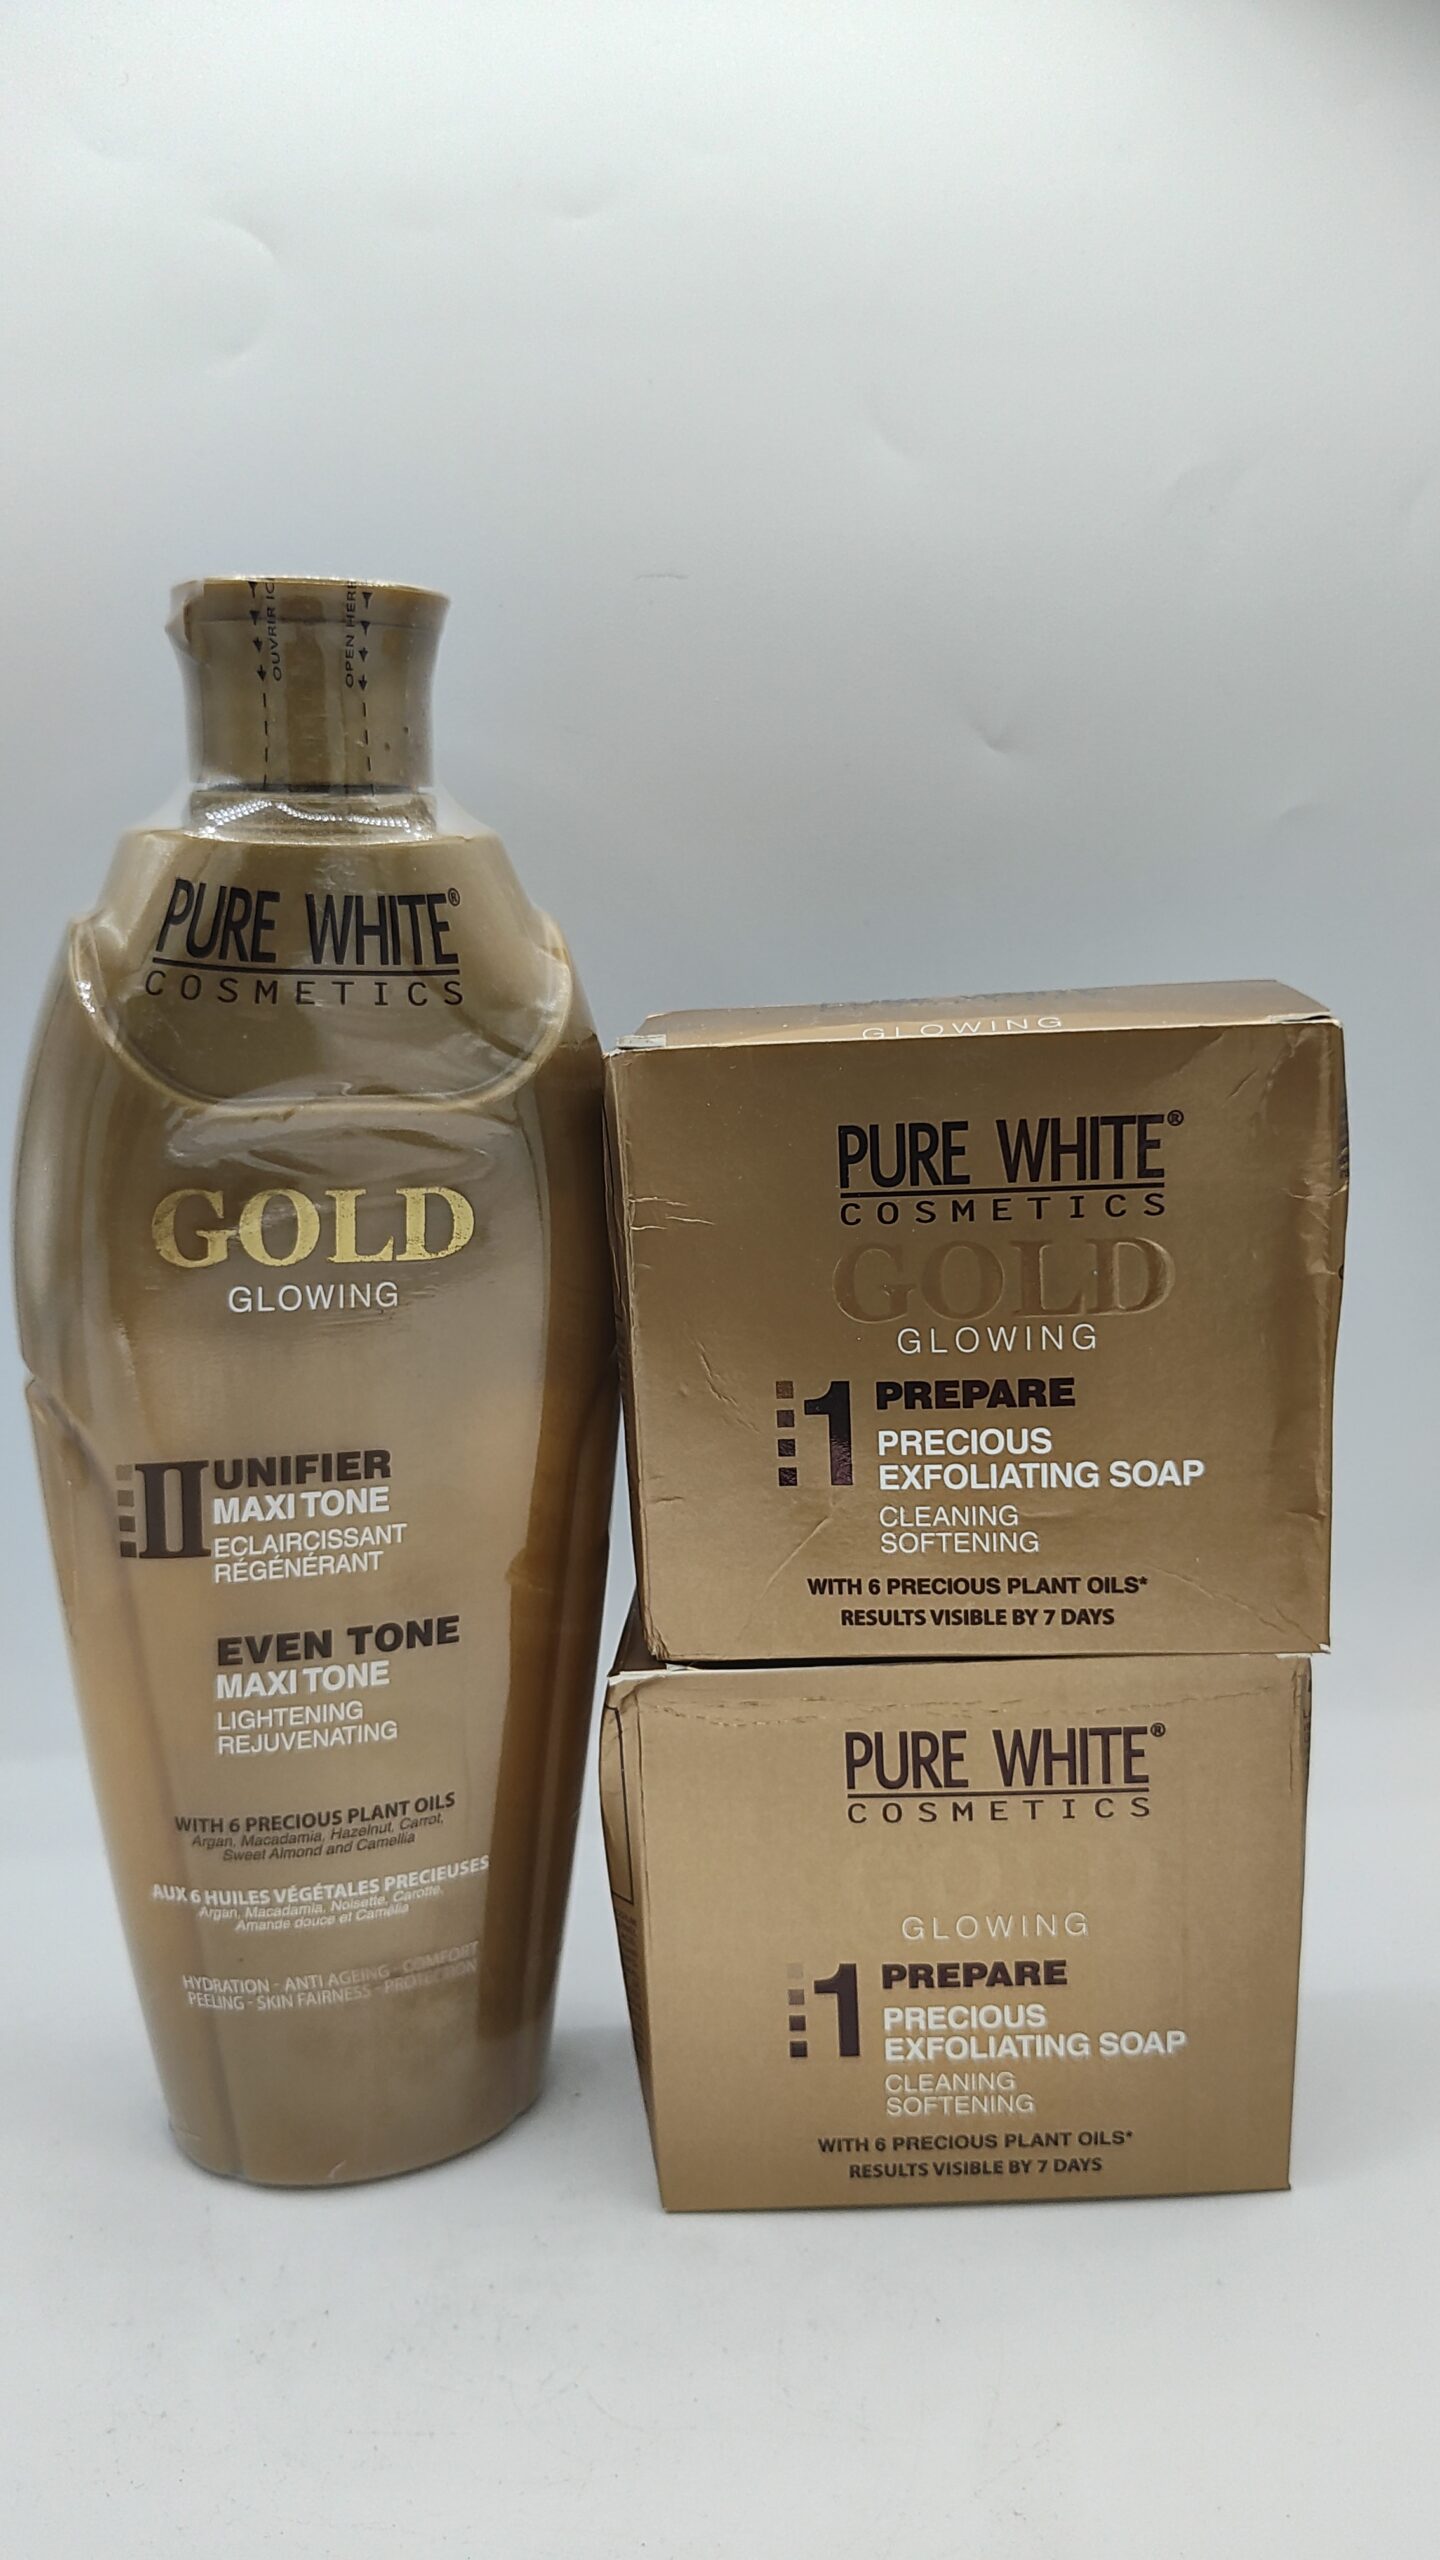 OUVRIR IC
OPEN HERE
PURE WHITE®
COSMETICS
GOLD
GLOWING
II UNIFIER
MAXI TONE
ECLAIRCISSANT
RÉGÉNÉRANT
EVEN TONE
MAXI TONE
LIGHTENING
REJUVENATING
WITH 6 PRECIOUS PLANT OILS
Argan, Macadamia, Hazelnut, Carrot,
Sweet Almond and Camellia
AUX 6 HUILES VÉGÉTALES PRECIEUSES
Argan, Macadamia, Noisette, Carotte,
Amande douce et Camélia
HYDRATION - ANTI AGEING - COMFORT
PEELING - SKIN FAIRNESS - PROTECTION
GLOWING
PURE WHITE®
COSMETICS
GOLD
GLOWING
1 PREPARE
PRECIOUS
EXFOLIATING SOAP
CLEANING
SOFTENING
WITH 6 PRECIOUS PLANT OILS*
RESULTS VISIBLE BY 7 DAYS
PURE WHITE®
COSMETICS
GLOWING
1 PREPARE
PRECIOUS
EXFOLIATING SOAP
CLEANING
SOFTENING
WITH 6 PRECIOUS PLANT OILS*
RESULTS VISIBLE BY 7 DAYS